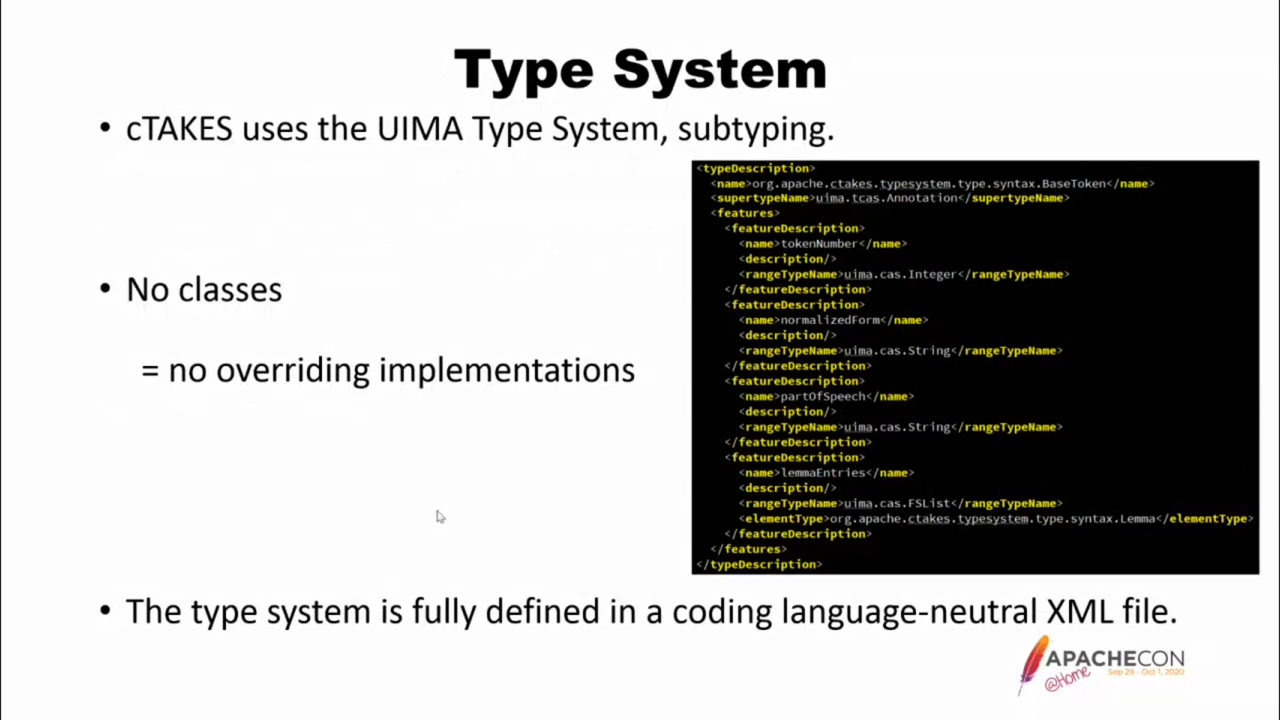 Type System
• cTAKES uses the UIMA Type System, subtyping.
• No classes
= no overriding implementations
<typeDescription>
<name>org.apache.ctakes.typesystem.type.syntax.BaseToken</name>
<supertypeName>uima.tcas.Annotation</supertypeName>
<features>
<featureDescription>
<name>tokenNumber</name>
<description/>
<rangeTypeName>uima.cas.Integer</rangeTypeName>
</featureDescription>
<featureDescription>
<name>normalizedForm</name>
<description/>
<rangeTypeName>uima.cas.String</rangeTypeName>
</featureDescription>
<featureDescription>
<name>partOfSpeech</name>
<description/>
<rangeTypeName>uima.cas.String</rangeTypeName>
</featureDescription>
<featureDescription>
<name>lemmaEntries</name>
<description/>
<rangeTypeName>uima.cas.FSList</rangeTypeName>
<elementType>org.apache.ctakes.typesystem.type.syntax.Lemma</elementType>
</featureDescription>
</features>
</typeDescription>
• The type system is fully defined in a coding language-neutral XML file.
APACHECON
@Home Sep 29 - Oct 1, 2020